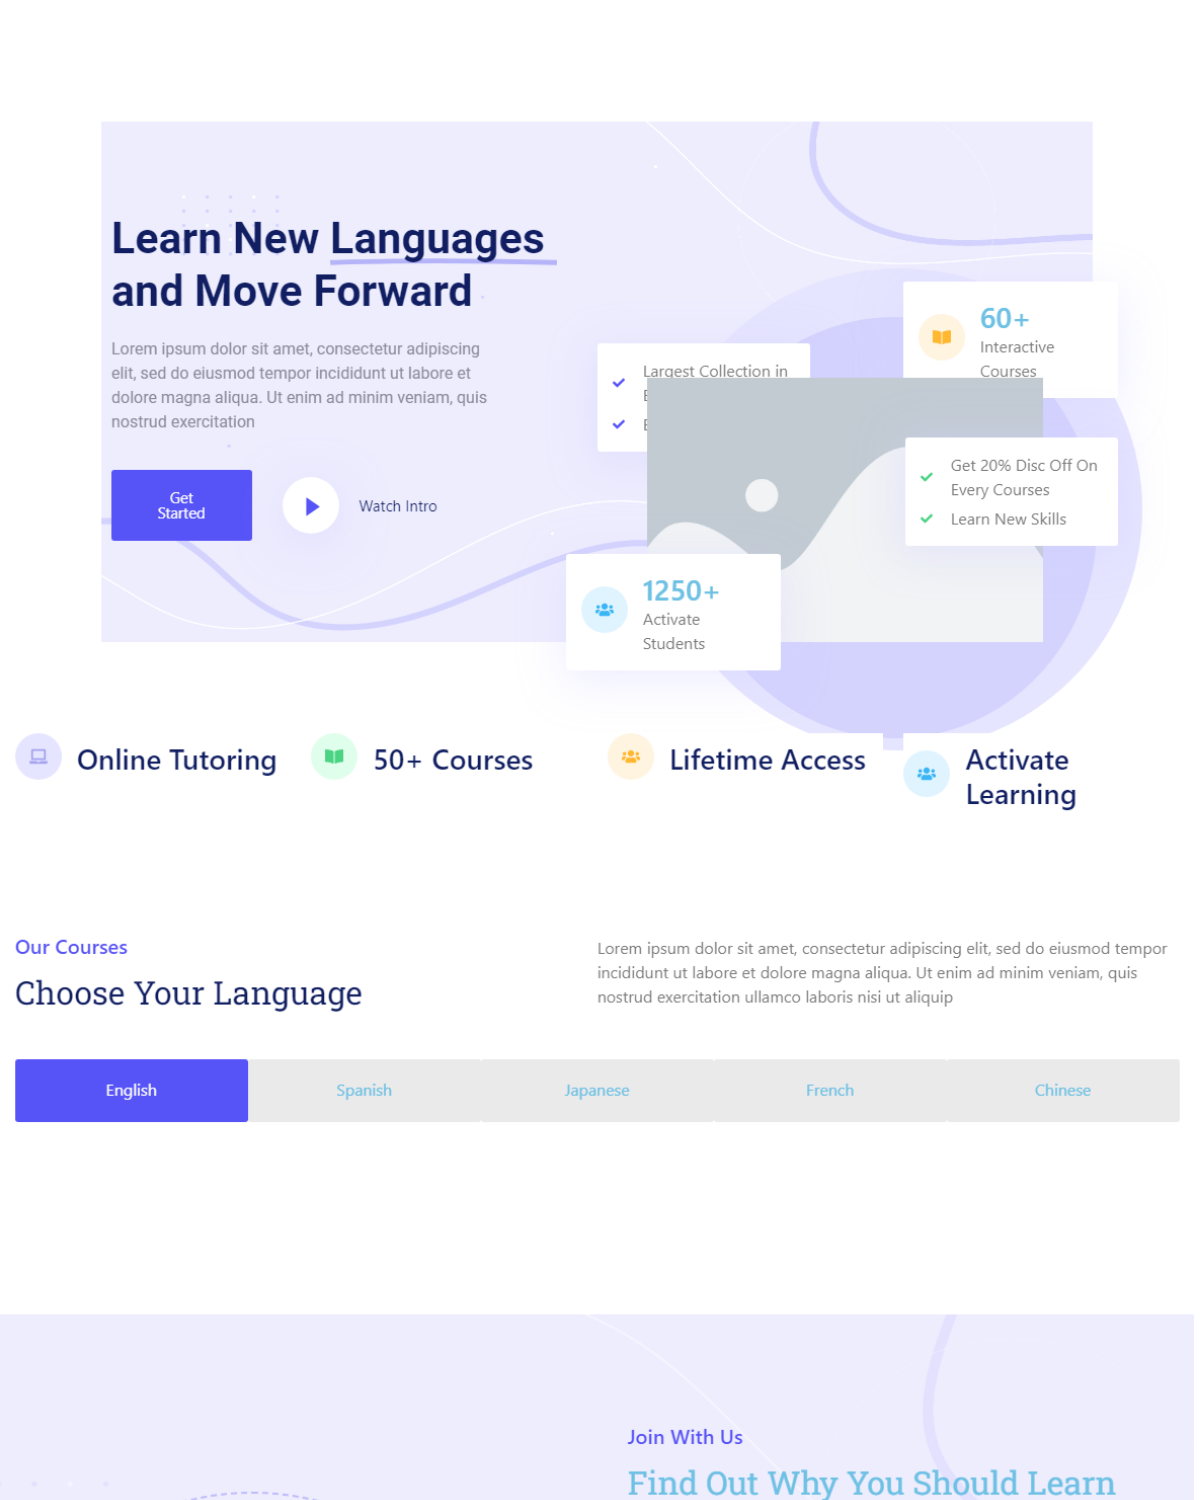 Learn New Languages
and Move Forward
Lorem ipsum dolor sit amet, consectetur adipiscing
elit, sed do eiusmod tempor incididunt ut labore et
dolore magna aliqua. Ut enim ad minim veniam, quis
nostrud exercitation
Get
Started
Watch Intro
60+
Interactive
Courses
Largest Collection in
Get 20% Disc Off On
Every Courses
Learn New Skills
1250+
Activate
Students
Online Tutoring
50+ Courses
Lifetime Access
Activate
Learning
Our Courses
Choose Your Language
Lorem ipsum dolor sit amet, consectetur adipiscing elit, sed do eiusmod tempor
incididunt ut labore et dolore magna aliqua. Ut enim ad minim veniam, quis
nostrud exercitation ullamco laboris nisi ut aliquip
English
Spanish
Japanese
French
Chinese
Join With Us
Find Out Why You Should Learn